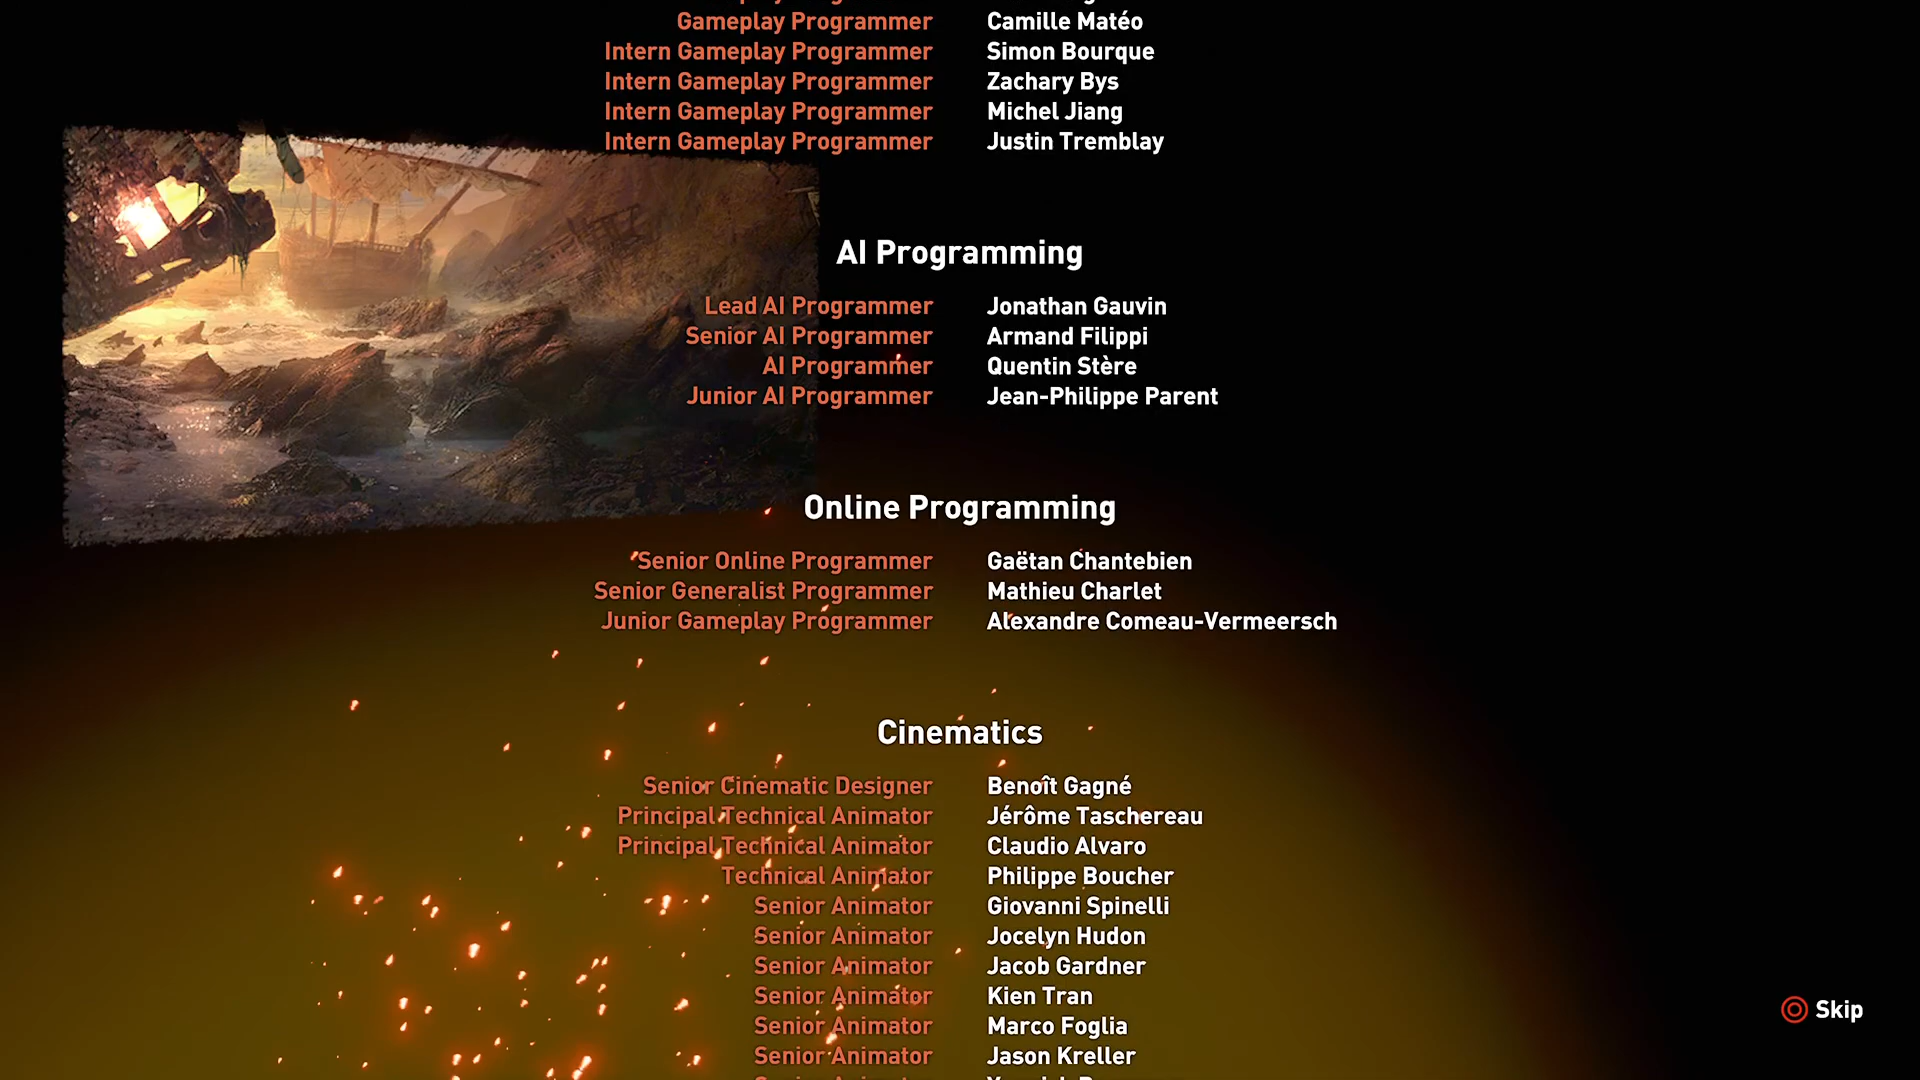 Gameplay Programmer Camille Matéo
Intern Gameplay Programmer Simon Bourque
Intern Gameplay Programmer Zachary Bys
Intern Gameplay Programmer Michel Jiang
Intern Gameplay Programmer Justin Tremblay
AI Programming
Lead AI Programmer Jonathan Gauvin
Senior AI Programmer Armand Filippi
AI Programmer Quentin Stère
Junior AI Programmer Jean-Philippe Parent
Online Programming
Senior Online Programmer Gaëtan Chantebien
Senior Generalist Programmer Mathieu Charlet
Junior Gameplay Programmer Alexandre Comeau-Vermeersch
Cinematics
Senior Cinematic Designer Benoît Gagné
Principal Technical Animator Jérôme Taschereau
Principal Technical Animator Claudio Alvaro
Technical Animator Philippe Boucher
Senior Animator Giovanni Spinelli
Senior Animator Jocelyn Hudon
Senior Animator Jacob Gardner
Senior Animator Kien Tran
Senior Animator Marco Foglia
Skip
Senior Animator Jason Kreller